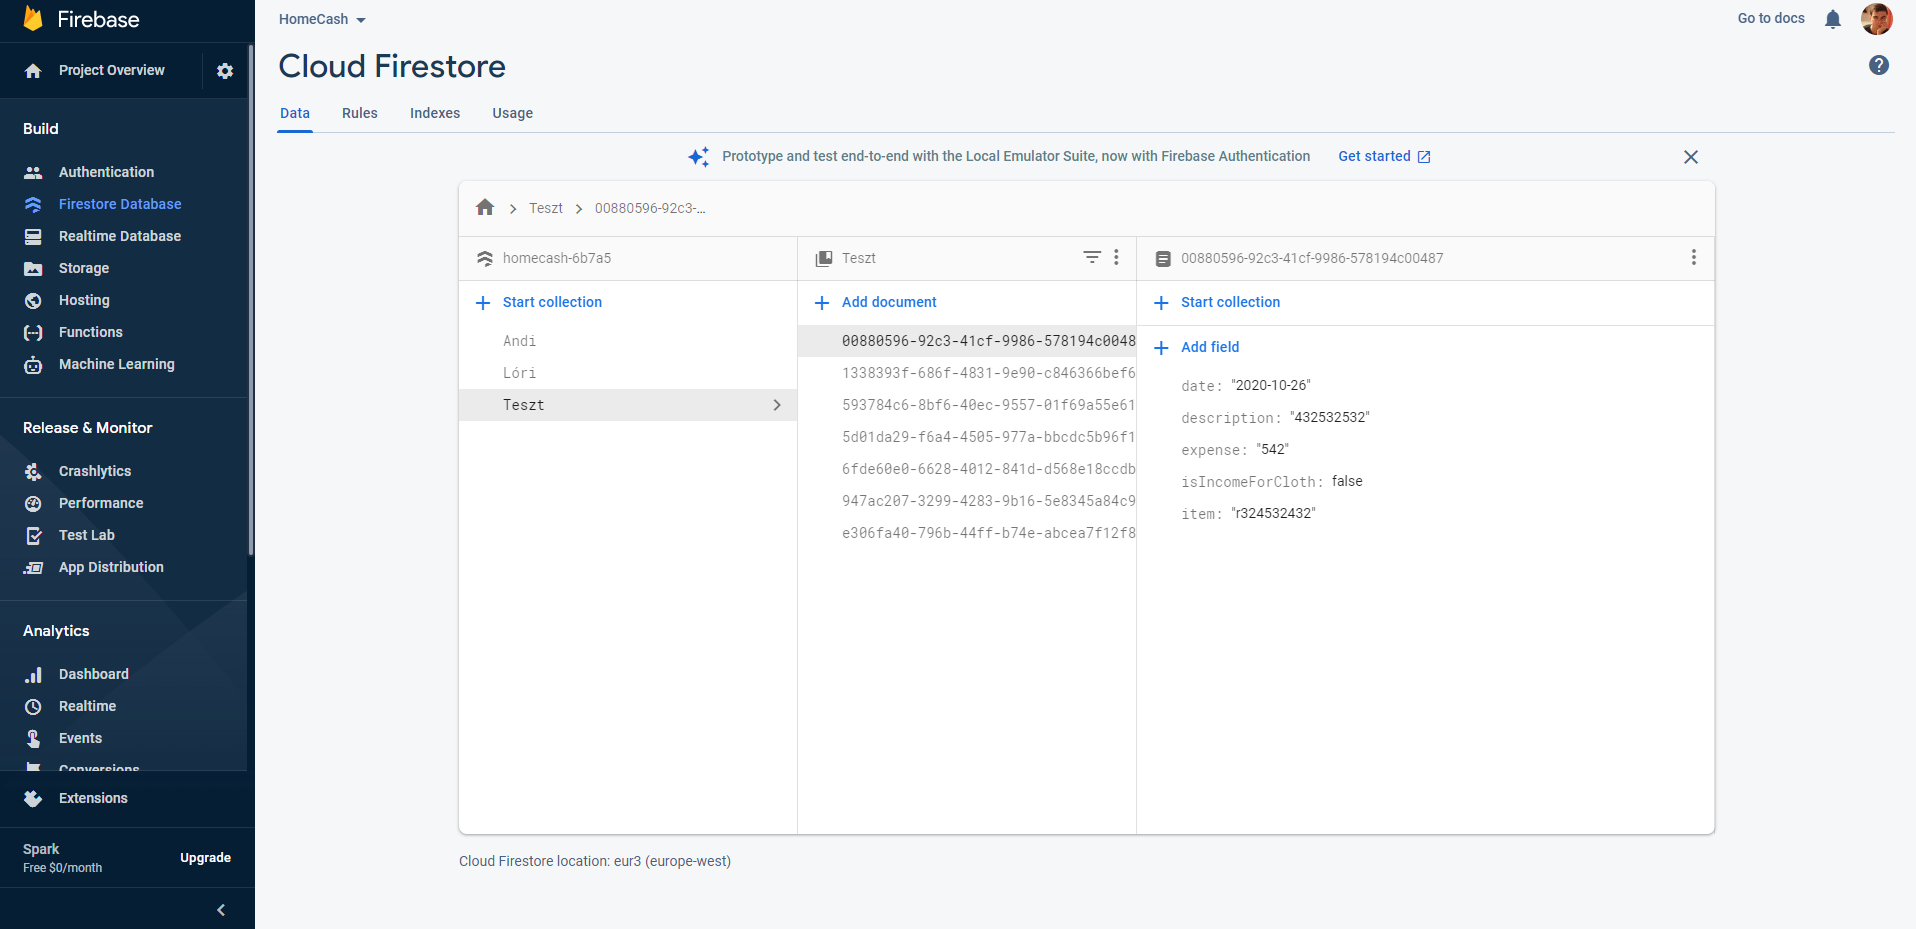 Firebase
Project Overview
Build
Authentication
Firestore Database
Realtime Database
Storage
Hosting
Functions
Machine Learning
Release & Monitor
Crashlytics
Performance
Test Lab
App Distribution
Analytics
Dashboard
Realtime
Events
Conversions
Extensions
Spark
Free $0/month
Upgrade
HomeCash
Go to docs
Cloud Firestore
Data Rules Indexes Usage
Prototype and test end-to-end with the Local Emulator Suite, now with Firebase Authentication Get started
Teszt 00880596-92c3-...
homecash-6b7a5
Start collection
Andi
Lóri
Teszt
Teszt
Add document
00880596-92c3-41cf-9986-578194c0048
1338393f-686f-4831-9e90-c846366bef6
593784c6-8bf6-40ec-9557-01f69a55e61
5d01da29-f6a4-4505-977a-bbcdc5b96f1
6fde60e0-6628-4012-841d-d568e18ccdb
947ac207-3299-4283-9b16-5e8345a84c9
e306fa40-796b-44ff-b74e-abcea7f12f8
00880596-92c3-41cf-9986-578194c00487
Start collection
Add field
date: "2020-10-26"
description: "432532532"
expense: "542"
isIncomeForCloth: false
item: "r324532432"
Cloud Firestore location: eur3 (europe-west)